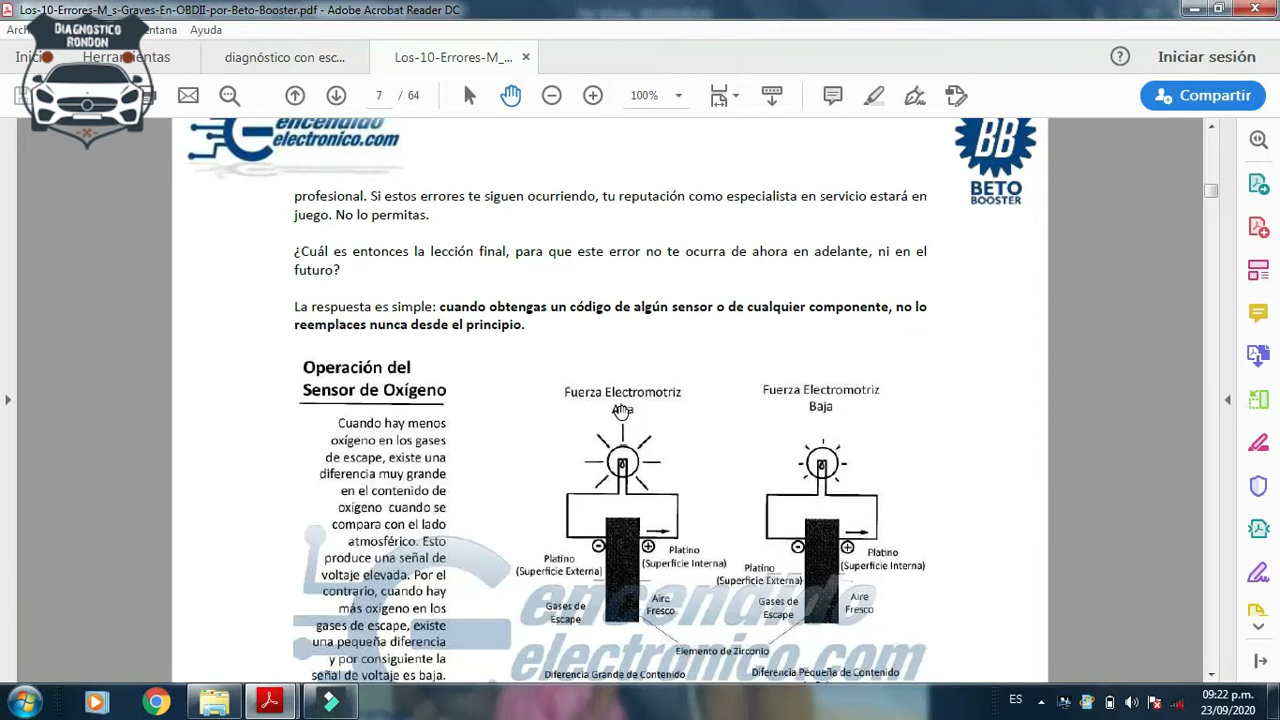 Los-10-Errores-M_s-Graves-En-OBDII-por-Beto-Booster.pdf - Adobe Acrobat Reader DC
DIAGNOSTICO
RONDON
Ayuda
Herramientas
diagnóstico con esc...
Los-10-Errores-M_... ×
Iniciar sesión
7 / 64
100%
Compartir
encendido
electronico.com
BB
BETO
BOOSTER
profesional. Si estos errores te siguen ocurriendo, tu reputación como especialista en servicio estará en
juego. No lo permitas.
¿Cuál es entonces la lección final, para que este error no te ocurra de ahora en adelante, ni en el
futuro?
La respuesta es simple: cuando obtengas un código de algún sensor o de cualquier componente, no lo
reemplaces nunca desde el principio.
Operación del
Sensor de Oxígeno
Cuando hay menos
oxígeno en los gases
de escape, existe una
diferencia muy grande
en el contenido de
oxígeno cuando se
compara con el lado
atmosférico. Esto
produce una señal de
voltaje elevada. Por el
contrario, cuando hay
más oxigeno en los
gases de escape, existe
una pequeña diferencia
y por consiguiente la
señal de voltaje es baja.
Fuerza Electromotriz
Alta
Platino
(Superficie Externa)
Platino
(Superficie Interna)
Gases de
Escape
Aire
Fresco
Fuerza Electromotriz
Baja
Platino
(Superficie Externa)
Platino
(Superficie Interna)
Gases de
Escape
Aire
Fresco
Elemento de Zirconio
Diferencia Grande de Contenido
Diferencia Pequeña de Contenido
encendido
electronico.com
ES
09:22 p.m.
23/09/2020